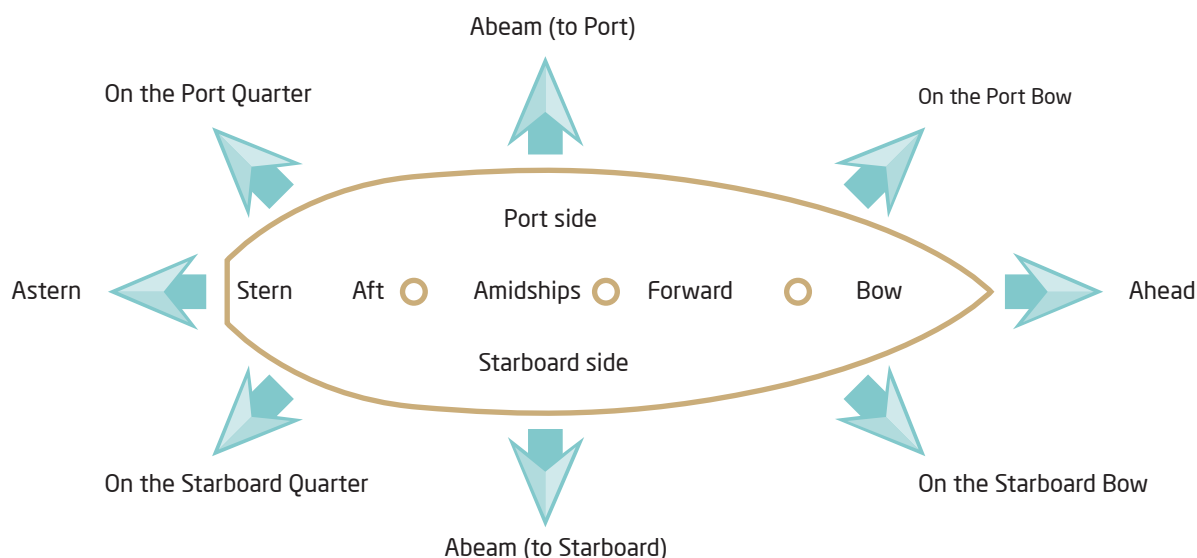 Abeam (to Port)
On the Port Quarter
On the Port Bow
Port side
Astern
Stern
Aft
Amidships
Forward
Bow
Ahead
Starboard side
On the Starboard Quarter
On the Starboard Bow
Abeam (to Starboard)